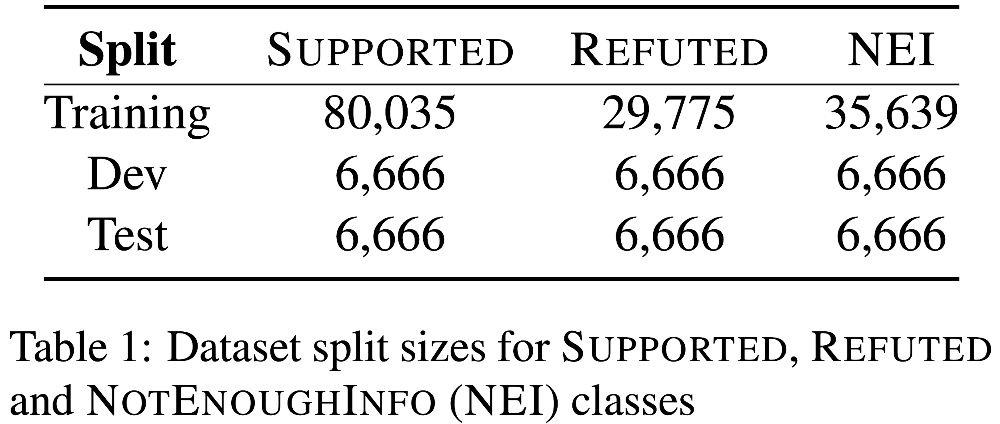 Split SUPPORTED REFUTED NEI
Training 80,035 29,775 35,639
Dev 6,666 6,666 6,666
Test 6,666 6,666 6,666
Table 1: Dataset split sizes for SUPPORTED, REFUTED
and NOTENOUGHINFO (NEI) classes